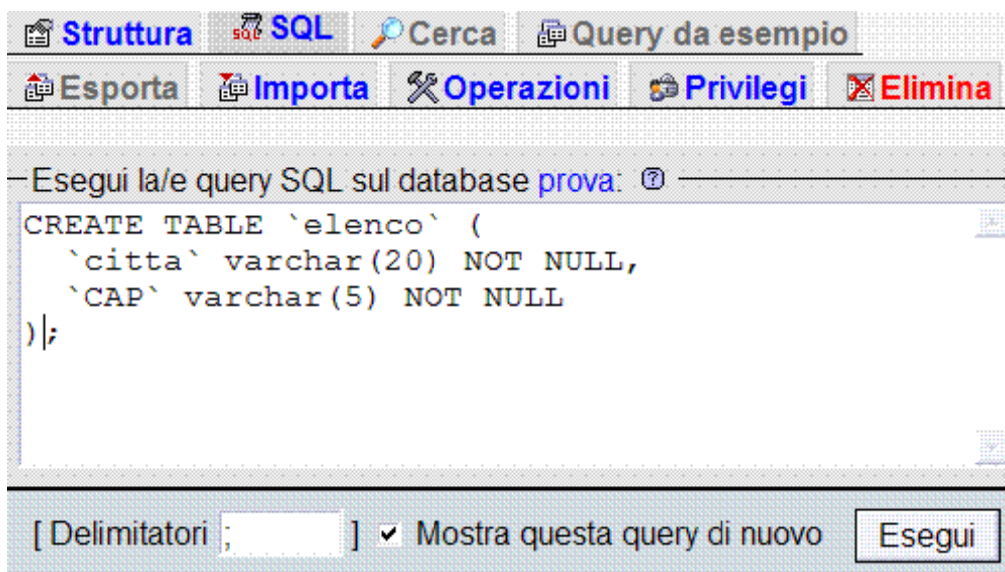 Struttura SQL Cerca Query da esempio
Esporta Importa Operazioni Privilegi Elimina
Esegui la/e query SQL sul database prova:
CREATE TABLE `elenco` (
  `citta` varchar(20) NOT NULL,
  `CAP` varchar(5) NOT NULL
);
[ Delimitatori ; ] Mostra questa query di nuovo Esegui